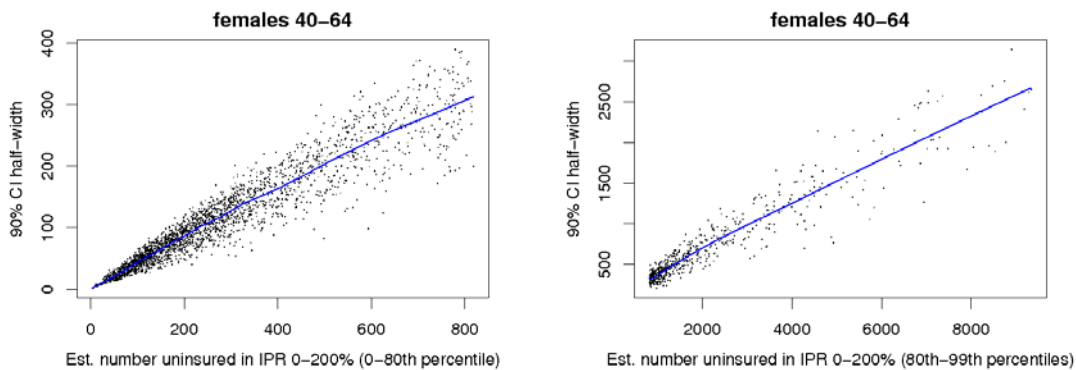 females 40–64
90% CI half–width
400
300
200
100
0
0 200 400 600 800
Est. number uninsured in IPR 0–200% (0–80th percentile)
females 40–64
90% CI half–width
2500
1500
500
2000 4000 6000 8000
Est. number uninsured in IPR 0–200% (80th–99th percentiles)